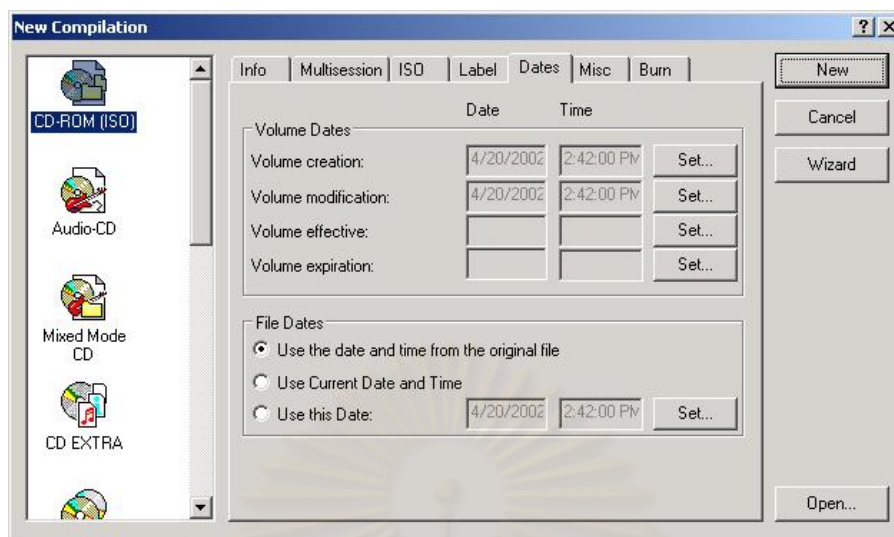 New Compilation
CD-ROM (ISO)
Audio-CD
Mixed Mode
CD
CD EXTRA
Info Multisession ISO Label Dates Misc Burn
Date Time
Volume Dates
Volume creation: 4/20/2002 2:42:00 PM Set...
Volume modification: 4/20/2002 2:42:00 PM Set...
Volume effective: Set...
Volume expiration: Set...
File Dates
Use the date and time from the original file
Use Current Date and Time
Use this Date: 4/20/2002 2:42:00 PM Set...
New
Cancel
Wizard
Open...